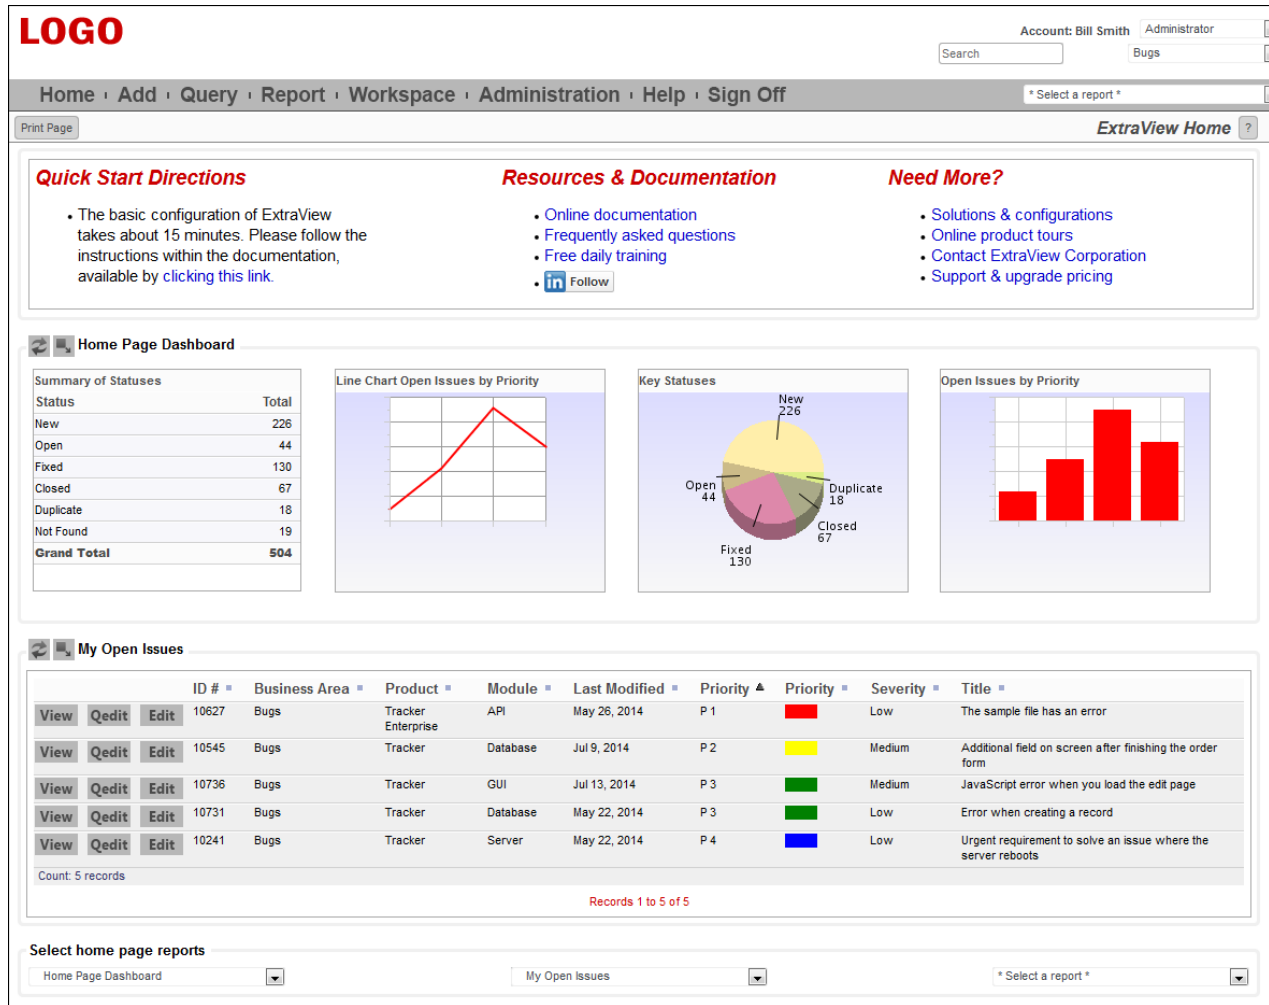 LOGO
Account: Bill Smith Administrator
Search Bugs
Home Add Query Report Workspace Administration Help Sign Off * Select a report *
Print Page ExtraView Home ?
Quick Start Directions
• The basic configuration of ExtraView
takes about 15 minutes. Please follow the
instructions within the documentation,
available by clicking this link.
Resources & Documentation
• Online documentation
• Frequently asked questions
• Free daily training
• in Follow
Need More?
• Solutions & configurations
• Online product tours
• Contact ExtraView Corporation
• Support & upgrade pricing
Home Page Dashboard
Summary of Statuses
Status Total
New 226
Open 44
Fixed 130
Closed 67
Duplicate 18
Not Found 19
Grand Total 504
Line Chart Open Issues by Priority
Key Statuses
New
226
Open
44
Duplicate
18
Closed
67
Fixed
130
Open Issues by Priority
My Open Issues
ID # Business Area Product Module Last Modified Priority Priority Severity Title
View Qedit Edit 10627 Bugs Tracker Enterprise API May 26, 2014 P 1 Low The sample file has an error
View Qedit Edit 10545 Bugs Tracker Database Jul 9, 2014 P 2 Medium Additional field on screen after finishing the order
form
View Qedit Edit 10736 Bugs Tracker GUI Jul 13, 2014 P 3 Medium JavaScript error when you load the edit page
View Qedit Edit 10731 Bugs Tracker Database May 22, 2014 P 3 Low Error when creating a record
View Qedit Edit 10241 Bugs Tracker Server May 22, 2014 P 4 Low Urgent requirement to solve an issue where the
server reboots
Count: 5 records
Records 1 to 5 of 5
Select home page reports
Home Page Dashboard My Open Issues * Select a report *